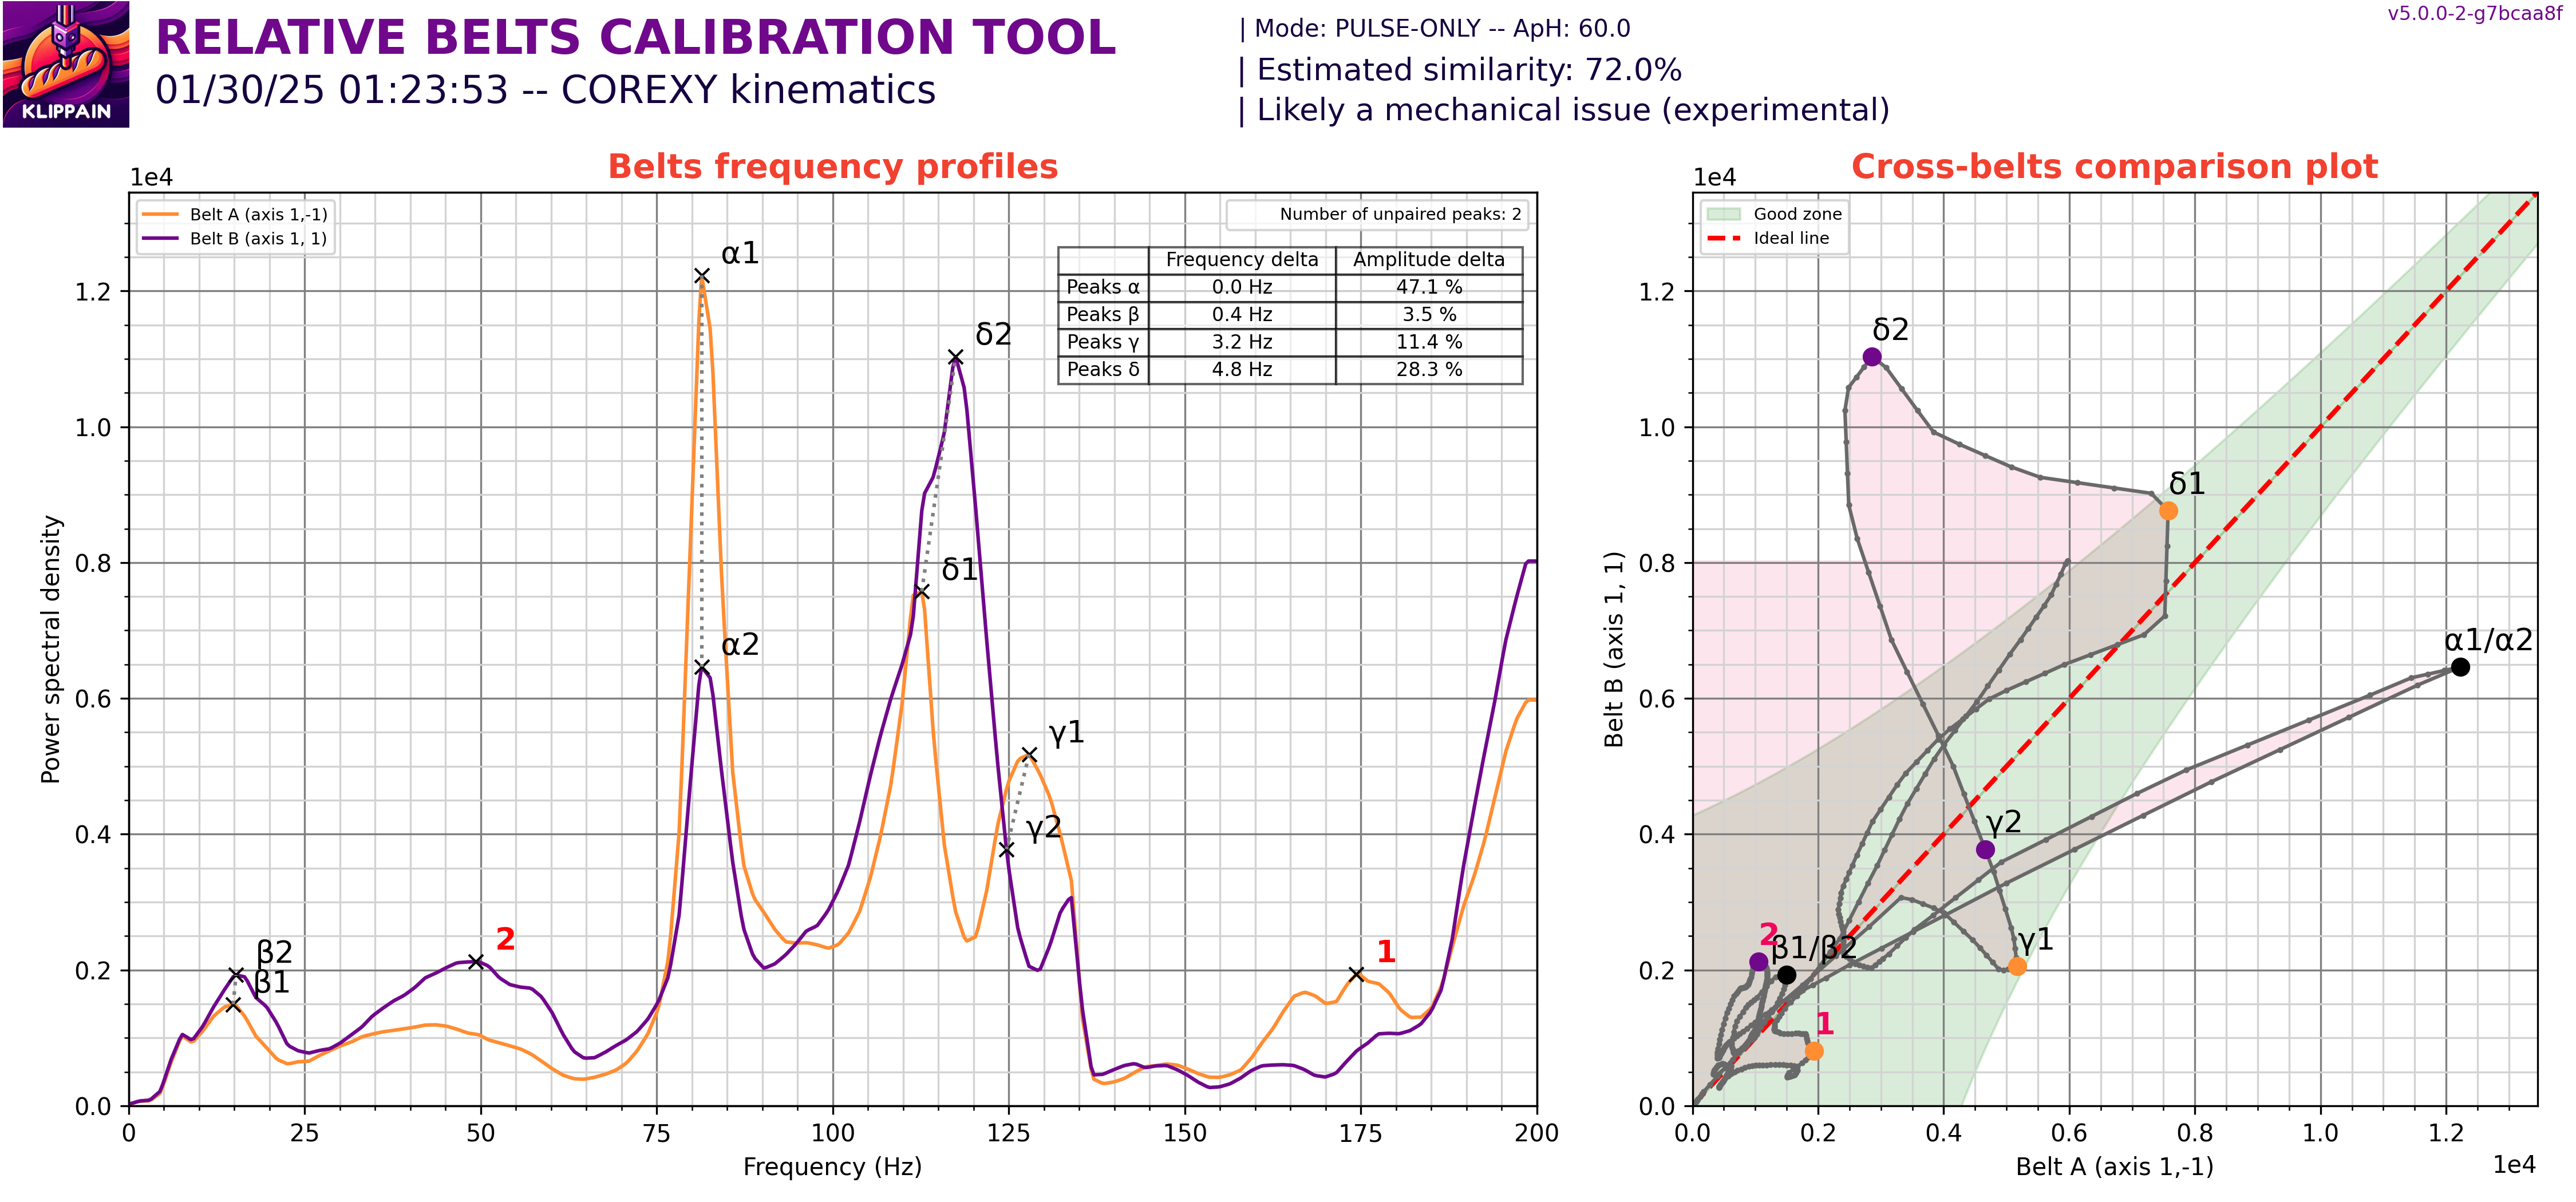 KLIPPAIN
RELATIVE BELTS CALIBRATION TOOL
01/30/25 01:23:53 -- COREXY kinematics
| Mode: PULSE-ONLY -- ApH: 60.0
| Estimated similarity: 72.0%
| Likely a mechanical issue (experimental)
v5.0.0-2-g7bcaa8f
Belts frequency profiles
1e4
Belt A (axis 1,-1)
Belt B (axis 1, 1)
Number of unpaired peaks: 2
Frequency delta Amplitude delta
Peaks α 0.0 Hz 47.1 %
Peaks β 0.4 Hz 3.5 %
Peaks γ 3.2 Hz 11.4 %
Peaks δ 4.8 Hz 28.3 %
α1
δ2
δ1
α2
γ1
γ2
β2
β1
2
1
Power spectral density
1.2
1.0
0.8
0.6
0.4
0.2
0.0
0 25 50 75 100 125 150 175 200
Frequency (Hz)
Cross-belts comparison plot
1e4
Good zone
Ideal line
δ2
δ1
α1/α2
γ2
γ1
2
β1/β2
1
Belt B (axis 1, 1)
1.2
1.0
0.8
0.6
0.4
0.2
0.0
0.0 0.2 0.4 0.6 0.8 1.0 1.2
1e4
Belt A (axis 1,-1)